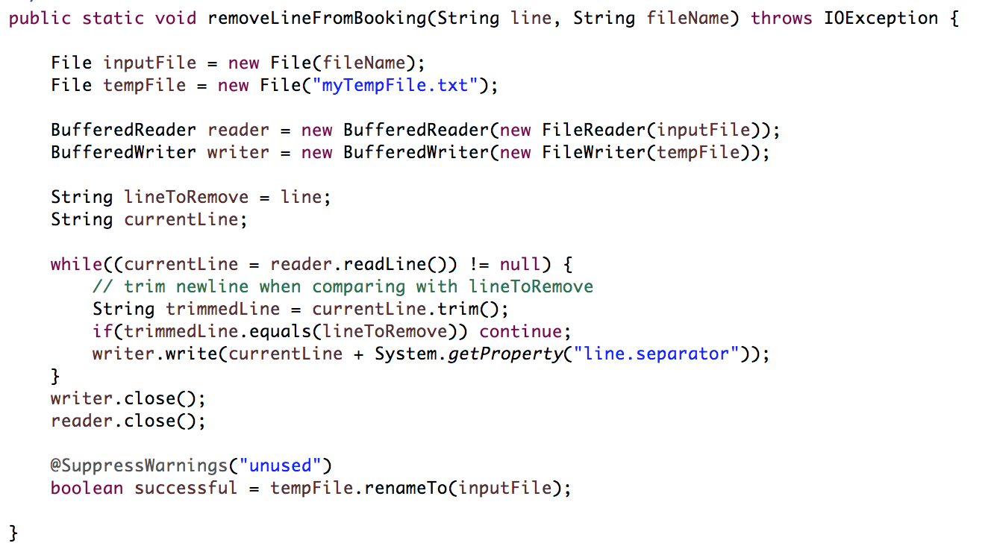 public static void removeLineFromBooking(String line, String fileName) throws IOException {
File inputFile = new File(fileName);
File tempFile = new File("myTempFile.txt");
BufferedReader reader = new BufferedReader(new FileReader(inputFile));
BufferedWriter writer = new BufferedWriter(new FileWriter(tempFile));
String lineToRemove = line;
String currentLine;
while((currentLine = reader.readLine()) != null) {
// trim newline when comparing with lineToRemove
String trimmedLine = currentLine.trim();
if(trimmedLine.equals(lineToRemove)) continue;
writer.write(currentLine + System.getProperty("line.separator"));
}
writer.close();
reader.close();
@SuppressWarnings("unused")
boolean successful = tempFile.renameTo(inputFile);
}